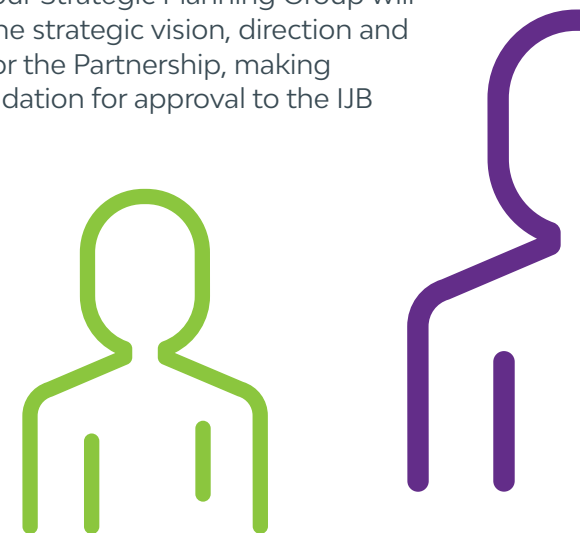 our Strategic Planning Group will
he strategic vision, direction and
or the Partnership, making
dation for approval to the IJB